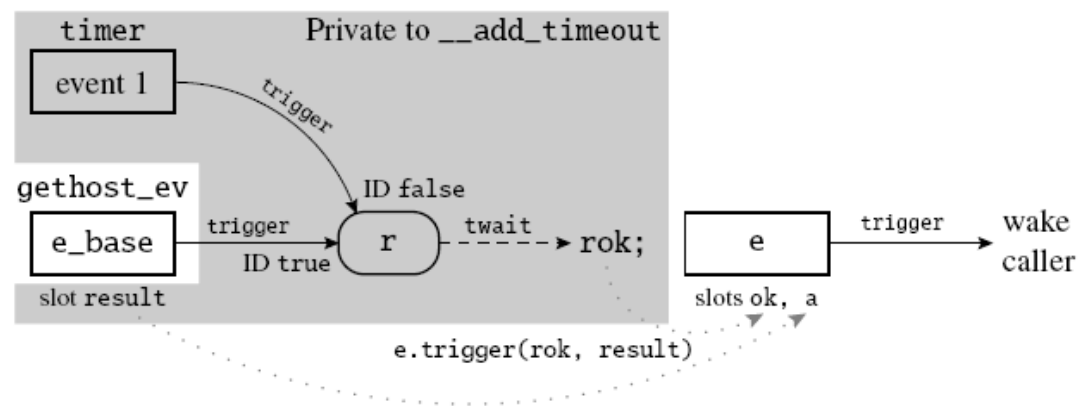 timer
Private to __add_timeout
event 1
trigger
gethost_ev
ID false
e_base
trigger
ID true
r
twait
rok;
e
trigger
wake
caller
slot result
slots ok, a
e.trigger(rok, result)